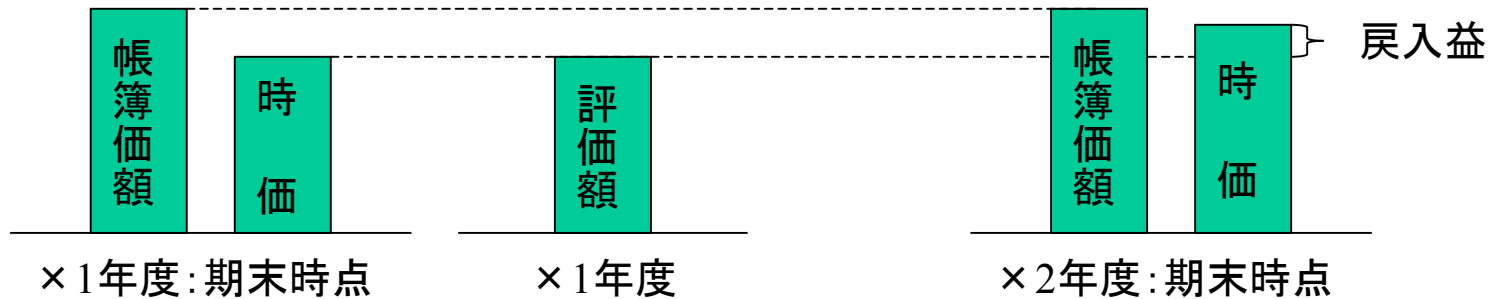 帳簿価額
時価
評価額
帳簿価額
時価
戻入益
×1年度:期末時点
×1年度
×2年度:期末時点